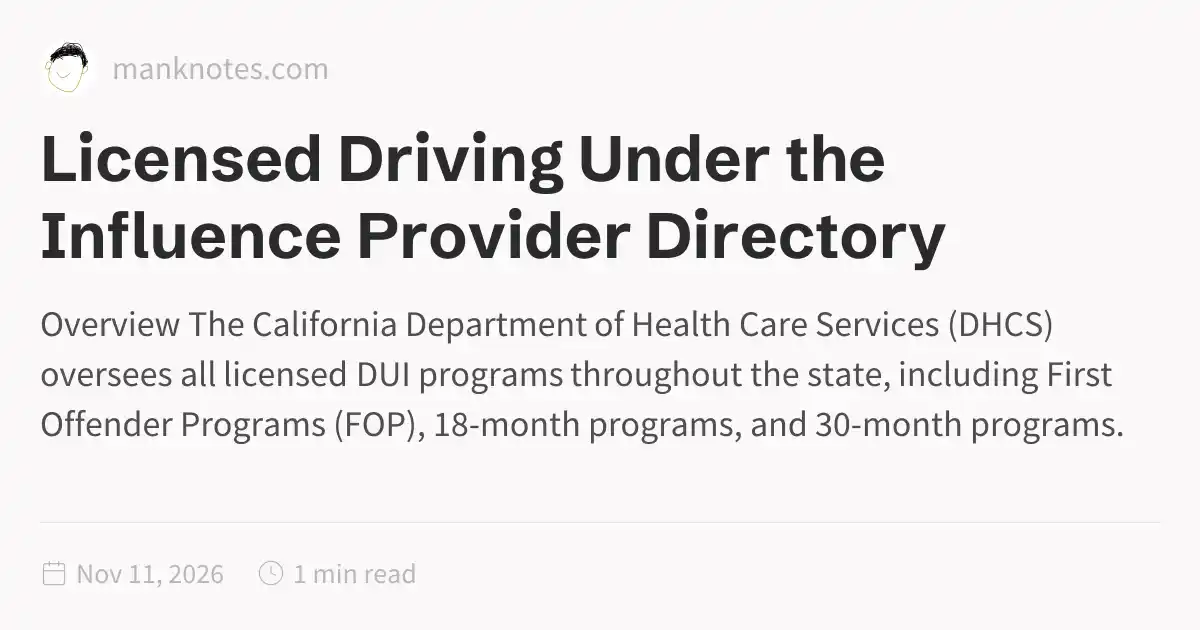 manknotes.com
Licensed Driving Under the
Influence Provider Directory
Overview The California Department of Health Care Services (DHCS)
oversees all licensed DUI programs throughout the state, including First
Offender Programs (FOP), 18-month programs, and 30-month programs.
Nov 11, 2026 1 min read